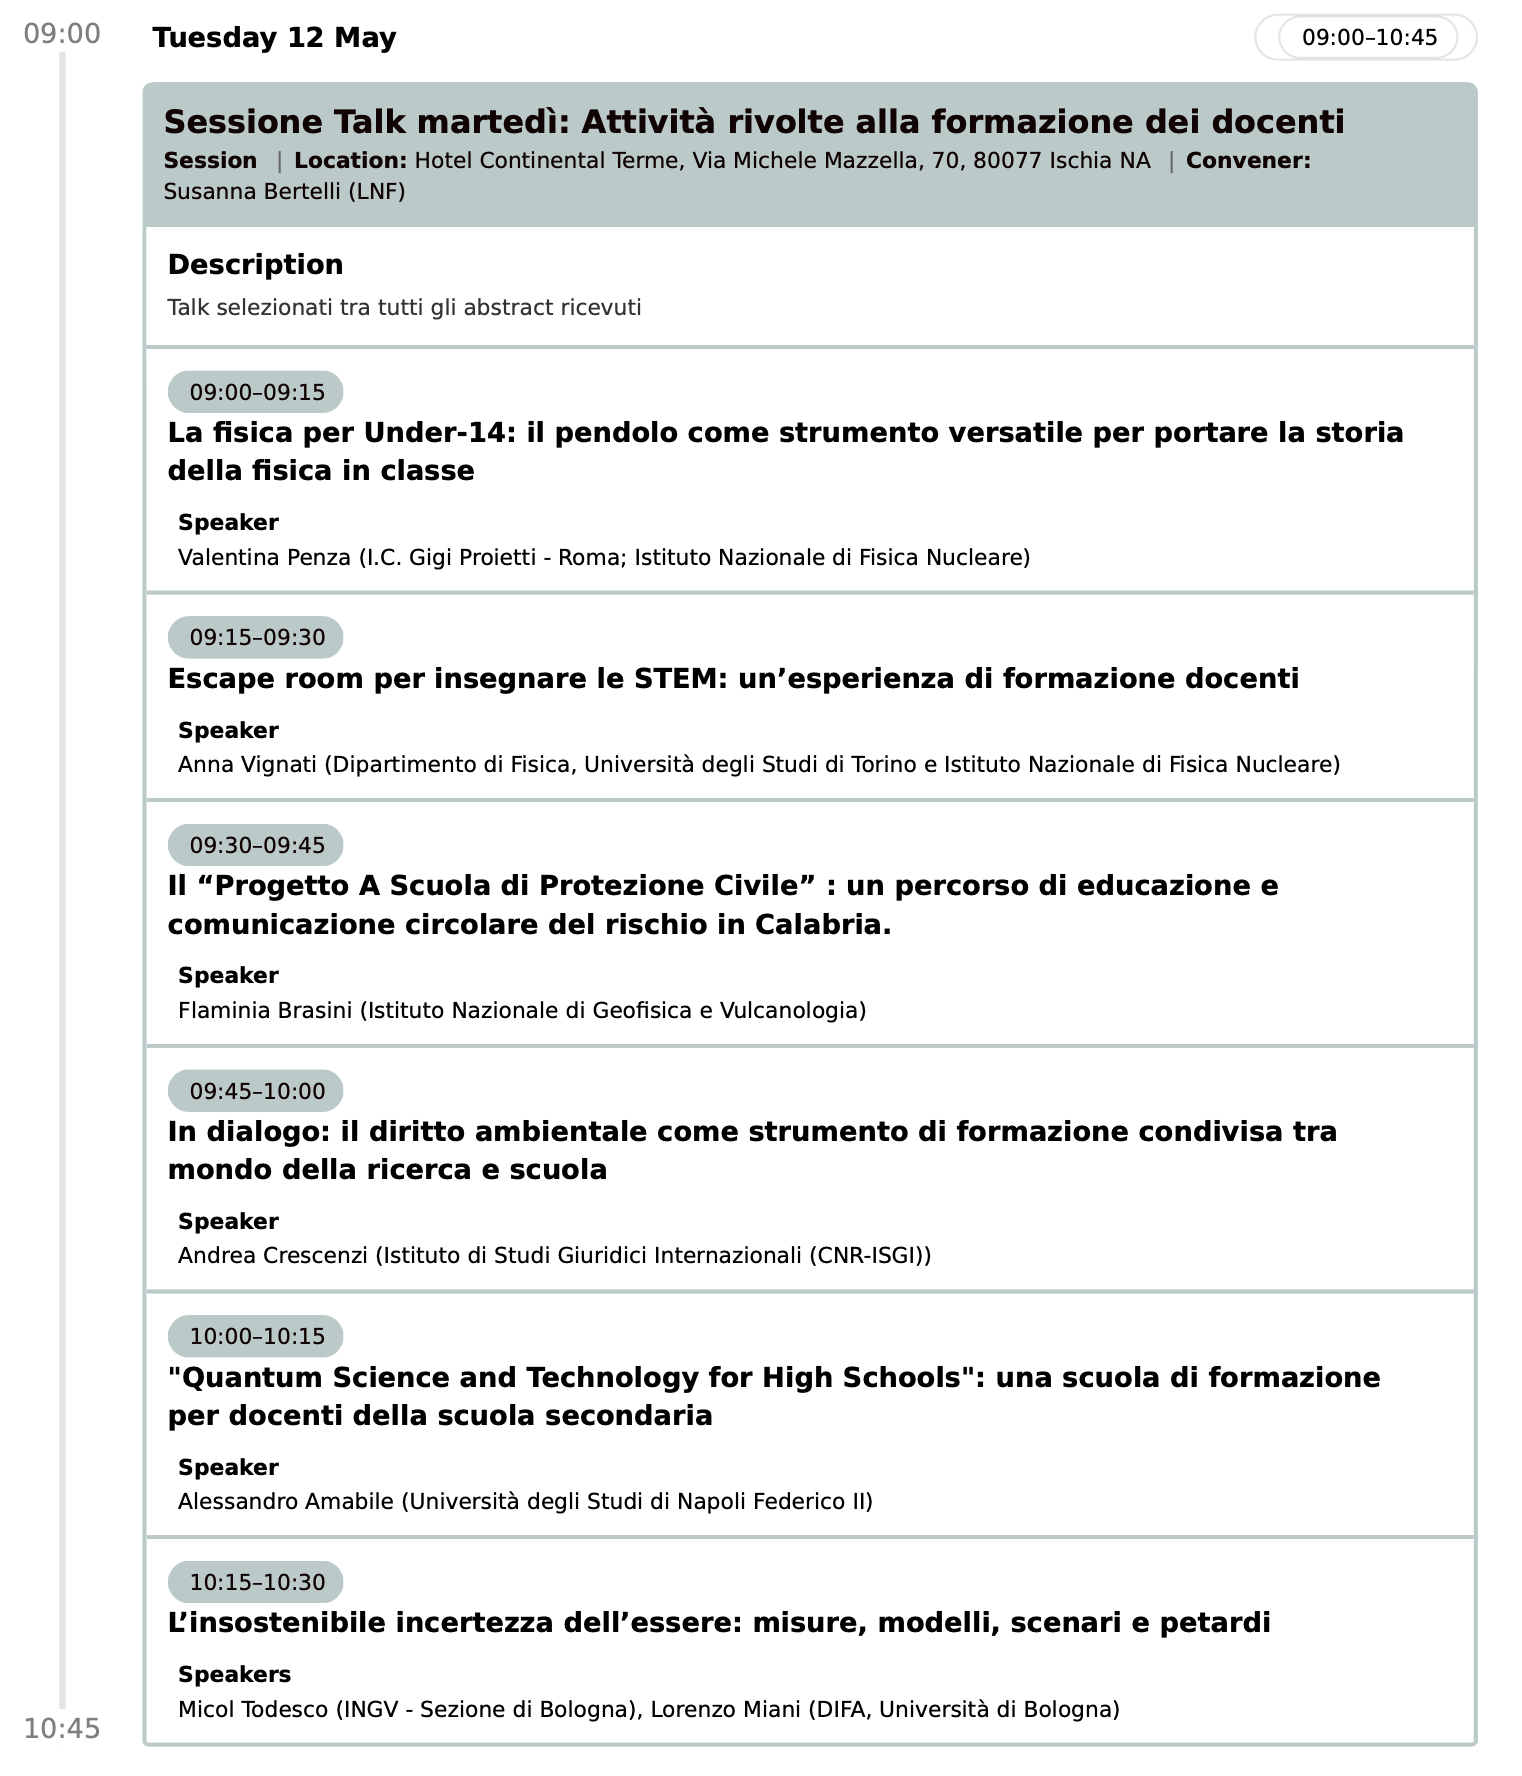 09:00
Tuesday 12 May
09:00–10:45
Sessione Talk martedì: Attività rivolte alla formazione dei docenti
Session | Location: Hotel Continental Terme, Via Michele Mazzella, 70, 80077 Ischia NA | Convener:
Susanna Bertelli (LNF)
Description
Talk selezionati tra tutti gli abstract ricevuti
09:00–09:15
La fisica per Under-14: il pendolo come strumento versatile per portare la storia
della fisica in classe
Speaker
Valentina Penza (I.C. Gigi Proietti - Roma; Istituto Nazionale di Fisica Nucleare)
09:15–09:30
Escape room per insegnare le STEM: un’esperienza di formazione docenti
Speaker
Anna Vignati (Dipartimento di Fisica, Università degli Studi di Torino e Istituto Nazionale di Fisica Nucleare)
09:30–09:45
Il “Progetto A Scuola di Protezione Civile” : un percorso di educazione e
comunicazione circolare del rischio in Calabria.
Speaker
Flaminia Brasini (Istituto Nazionale di Geofisica e Vulcanologia)
09:45–10:00
In dialogo: il diritto ambientale come strumento di formazione condivisa tra
mondo della ricerca e scuola
Speaker
Andrea Crescenzi (Istituto di Studi Giuridici Internazionali (CNR-ISGI))
10:00–10:15
"Quantum Science and Technology for High Schools": una scuola di formazione
per docenti della scuola secondaria
Speaker
Alessandro Amabile (Università degli Studi di Napoli Federico II)
10:15–10:30
L’insostenibile incertezza dell’essere: misure, modelli, scenari e petardi
Speakers
Micol Todesco (INGV - Sezione di Bologna), Lorenzo Miani (DIFA, Università di Bologna)
10:45